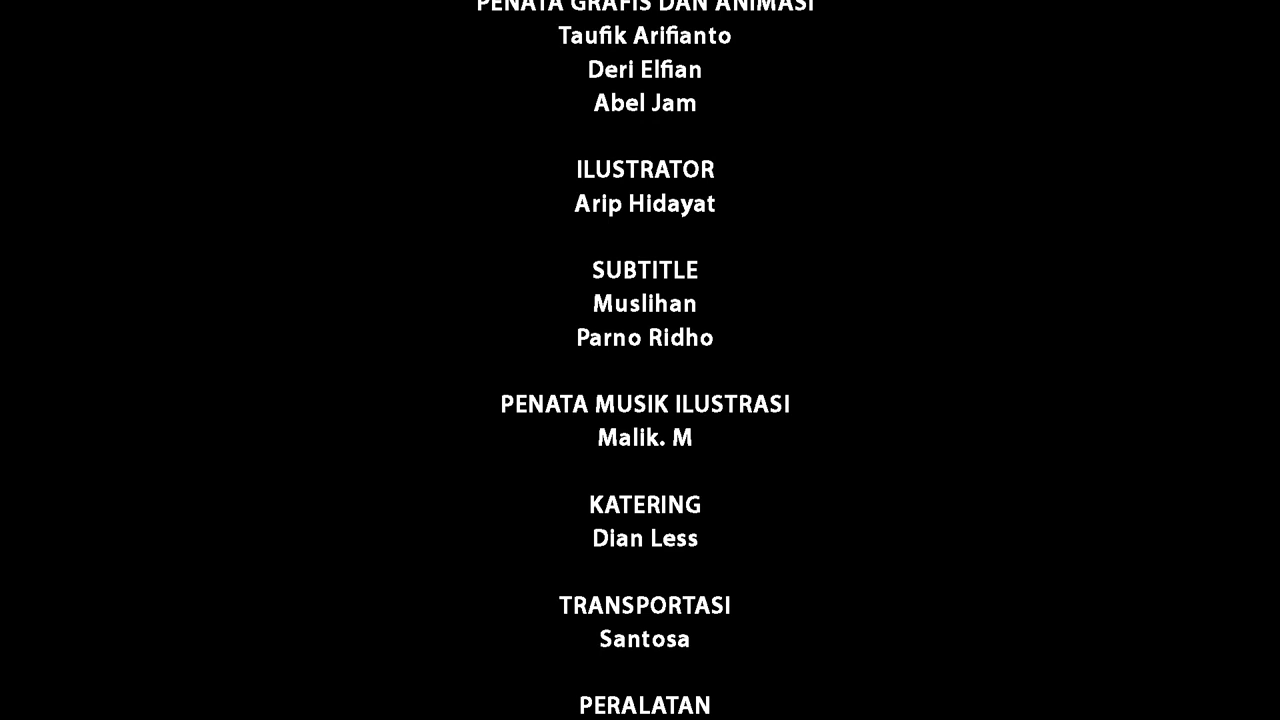 PENATA GRAFIS DAN ANIMASI
Taufik Arifianto
Deri Elfian
Abel Jam
ILUSTRATOR
Arip Hidayat
SUBTITLE
Muslihan
Parno Ridho
PENATA MUSIK ILUSTRASI
Malik. M
KATERING
Dian Less
TRANSPORTASI
Santosa
PERALATAN